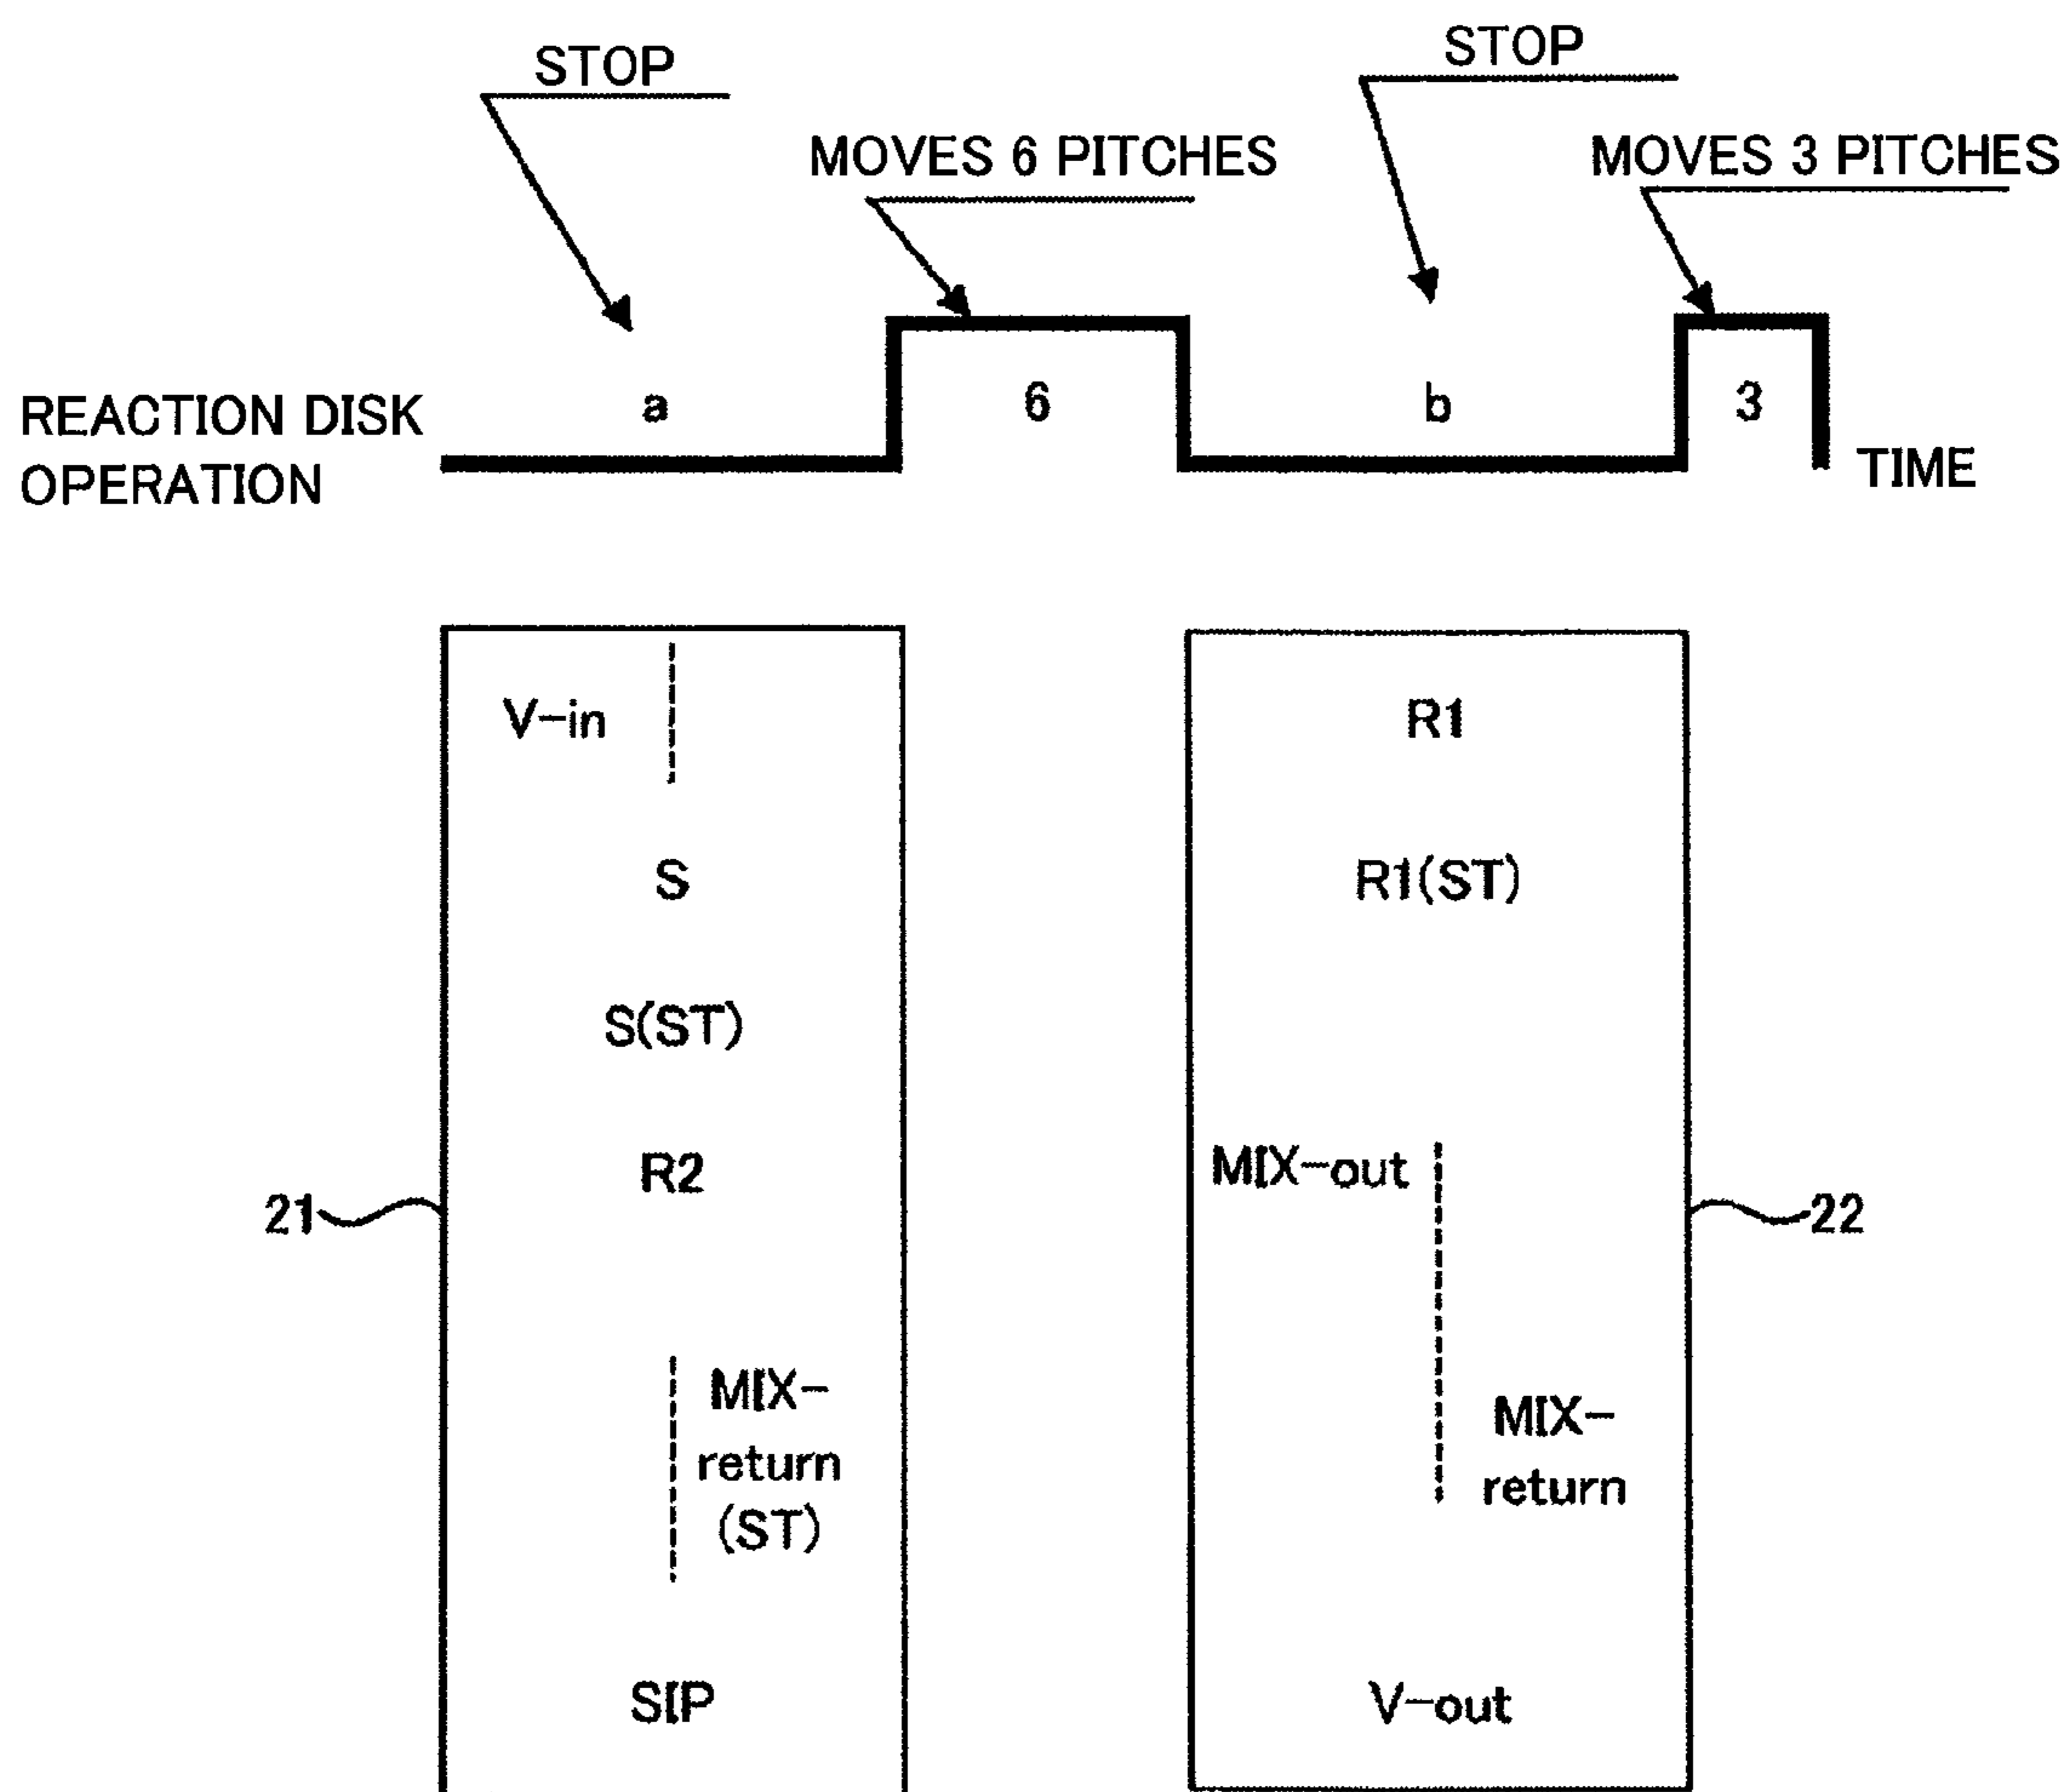 STOP
STOP
MOVES 6 PITCHES
MOVES 3 PITCHES
REACTION DISK
OPERATION
a
6
b
3
TIME
V-in
S
S(ST)
R2
MIX-
return
(ST)
SIP
21
R1
R1(ST)
MIX-out
MIX-
return
V-out
22